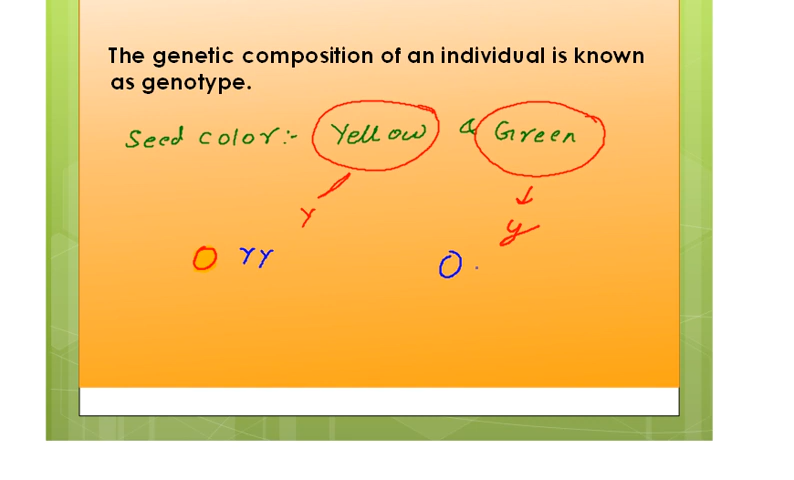 The genetic composition of an individual is known
as genotype.
Seed color:- Yellow & Green
Y
y
YY